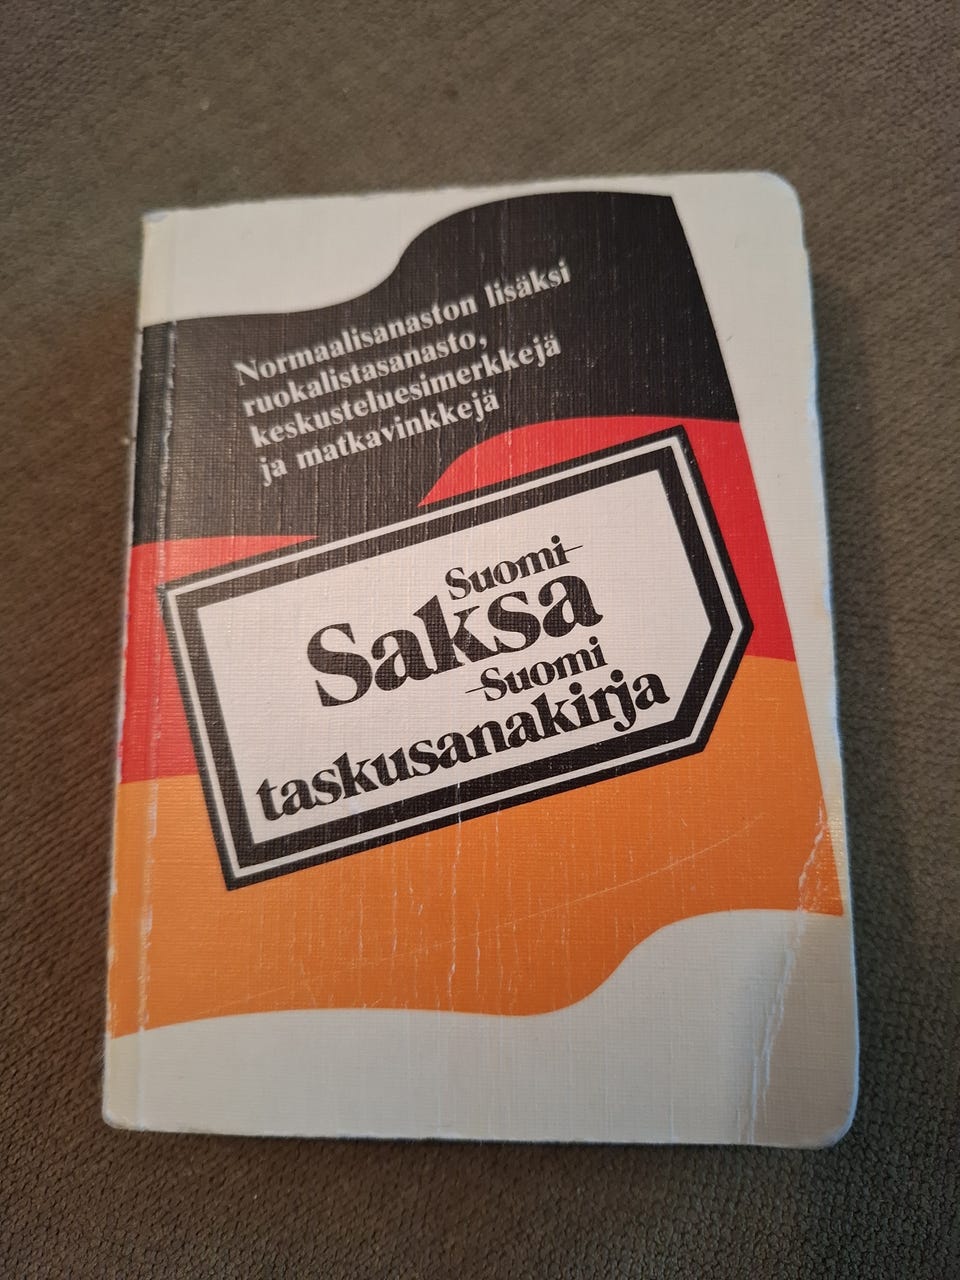 Normaalisanaston lisäksi
ruokalistasanasto,
keskusteluesimerkkejä
ja matkavinkkejä
Suomi–
Saksa
–Suomi
taskusanakirja